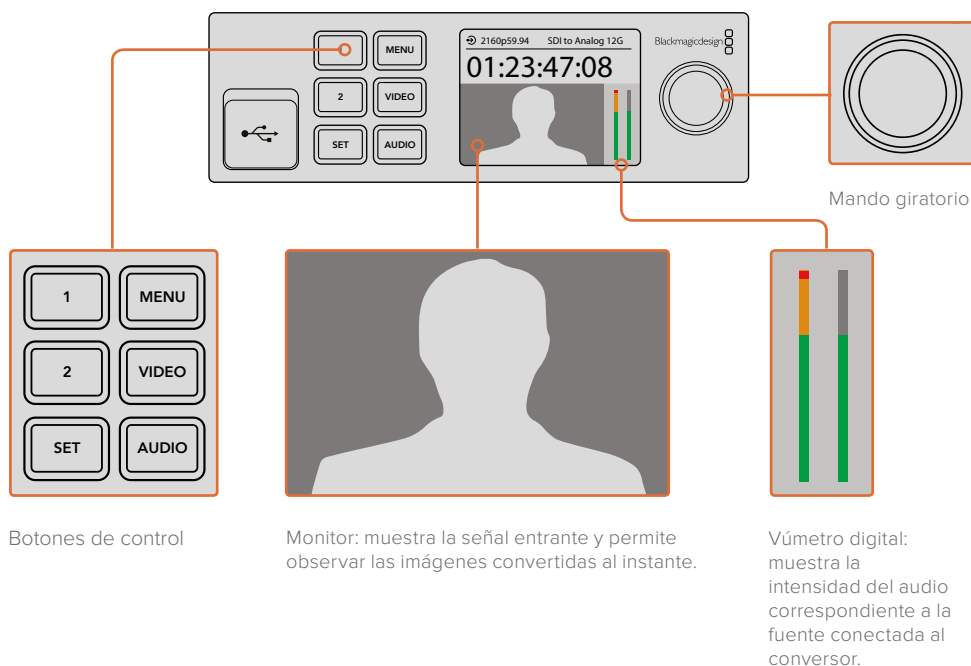 MENU
2160p59.94 SDI to Analog 12G
Blackmagicdesign
01:23:47:08
2 VIDEO
SET AUDIO
Mando giratorio
1 MENU
2 VIDEO
SET AUDIO
Botones de control
Monitor: muestra la señal entrante y permite
observar las imágenes convertidas al instante.
Vúmetro digital:
muestra la
intensidad del audio
correspondiente a la
fuente conectada al
conversor.